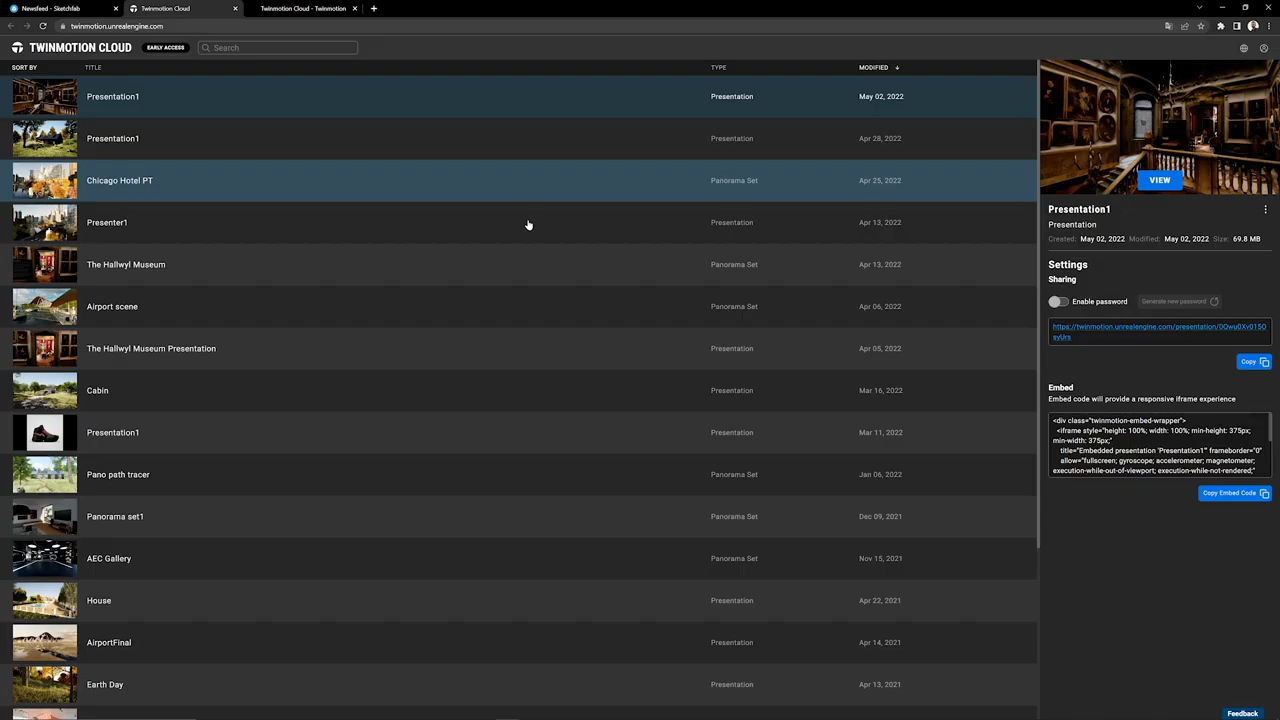 Newsfeed - Sketchfab
Twinmotion Cloud
Twinmotion Cloud - Twinmotion
twinmotion.unrealengine.com
TWINMOTION CLOUD
EARLY ACCESS
Search
SORT BY
TITLE
TYPE
MODIFIED
Presentation1
Presentation
May 02, 2022
Presentation1
Presentation
Apr 28, 2022
Chicago Hotel PT
Panorama Set
Apr 25, 2022
Presenter1
Presentation
Apr 13, 2022
The Hallwyl Museum
Panorama Set
Apr 13, 2022
Airport scene
Panorama Set
Apr 06, 2022
The Hallwyl Museum Presentation
Presentation
Apr 05, 2022
Cabin
Presentation
Mar 16, 2022
Presentation1
Presentation
Mar 11, 2022
Pano path tracer
Panorama Set
Jan 06, 2022
Panorama set1
Panorama Set
Dec 09, 2021
AEC Gallery
Panorama Set
Nov 15, 2021
House
Presentation
Apr 22, 2021
AirportFinal
Presentation
Apr 14, 2021
Earth Day
Presentation
Apr 13, 2021
VIEW
Presentation1
Presentation
Created: May 02, 2022 Modified: May 02, 2022 Size: 69.8 MB
Settings
Sharing
Enable password
Generate new password
https://twinmotion.unrealengine.com/presentation/
Copy
Embed
Embed code will provide a responsive iframe experience
<div class="twinmotion-embed-wrapper">
<iframe style="height: 100%; width: 100%; min-height: 375px;
min-width: 375px;"
title="Embedded presentation 'Presentation1'" frameborder="0"
allow="fullscreen; gyroscope; accelerometer; magnetometer;
execution-while-out-of-viewport; execution-while-not-rendered;"
Copy Embed Code
Feedback